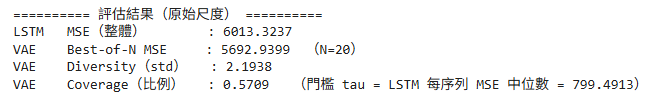 ========== 評估結果（原始尺度） ==========
LSTM   MSE（整體）          : 6013.3237
VAE    Best-of-N MSE     : 5692.9399  （N=20）
VAE    Diversity（std）    : 2.1938
VAE    Coverage（比例）    : 0.5709   （門檻 tau = LSTM 每序列 MSE 中位數 = 799.4913）